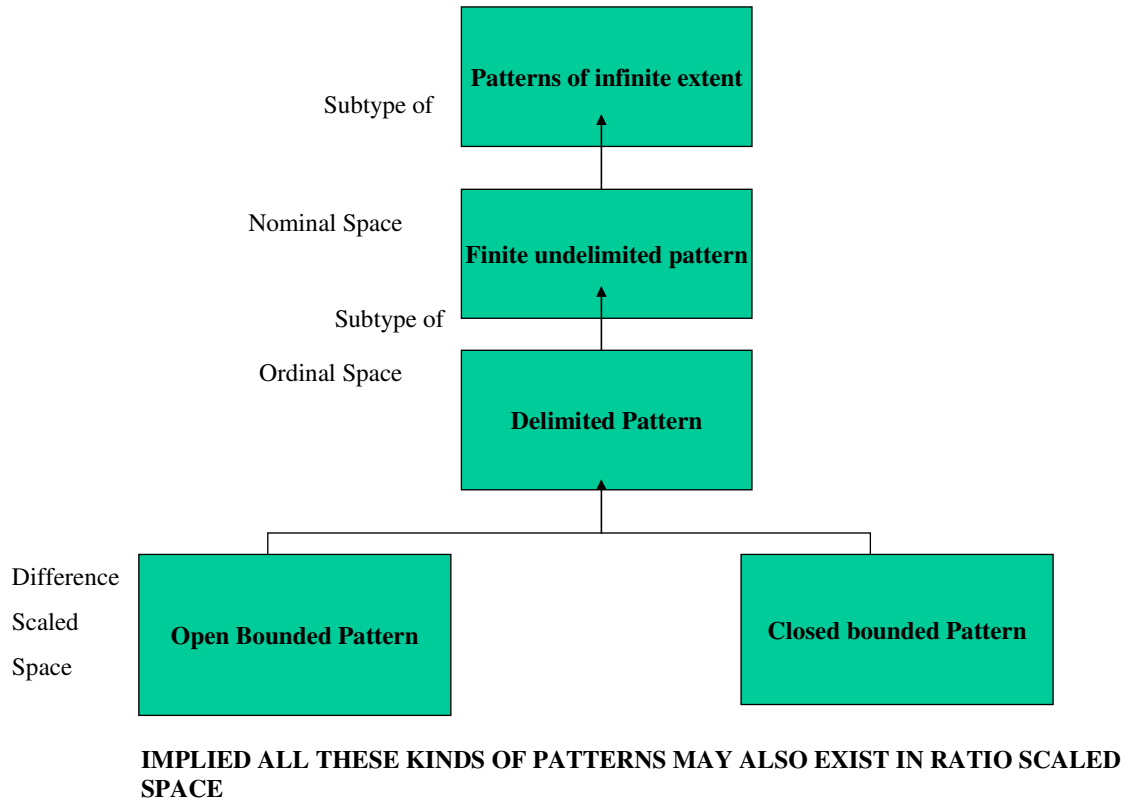 Patterns of infinite extent
Subtype of
Nominal Space
Finite undelimited pattern
Subtype of
Ordinal Space
Delimited Pattern
Difference
Scaled
Space
Open Bounded Pattern
Closed bounded Pattern
IMPLIED ALL THESE KINDS OF PATTERNS MAY ALSO EXIST IN RATIO SCALED
SPACE